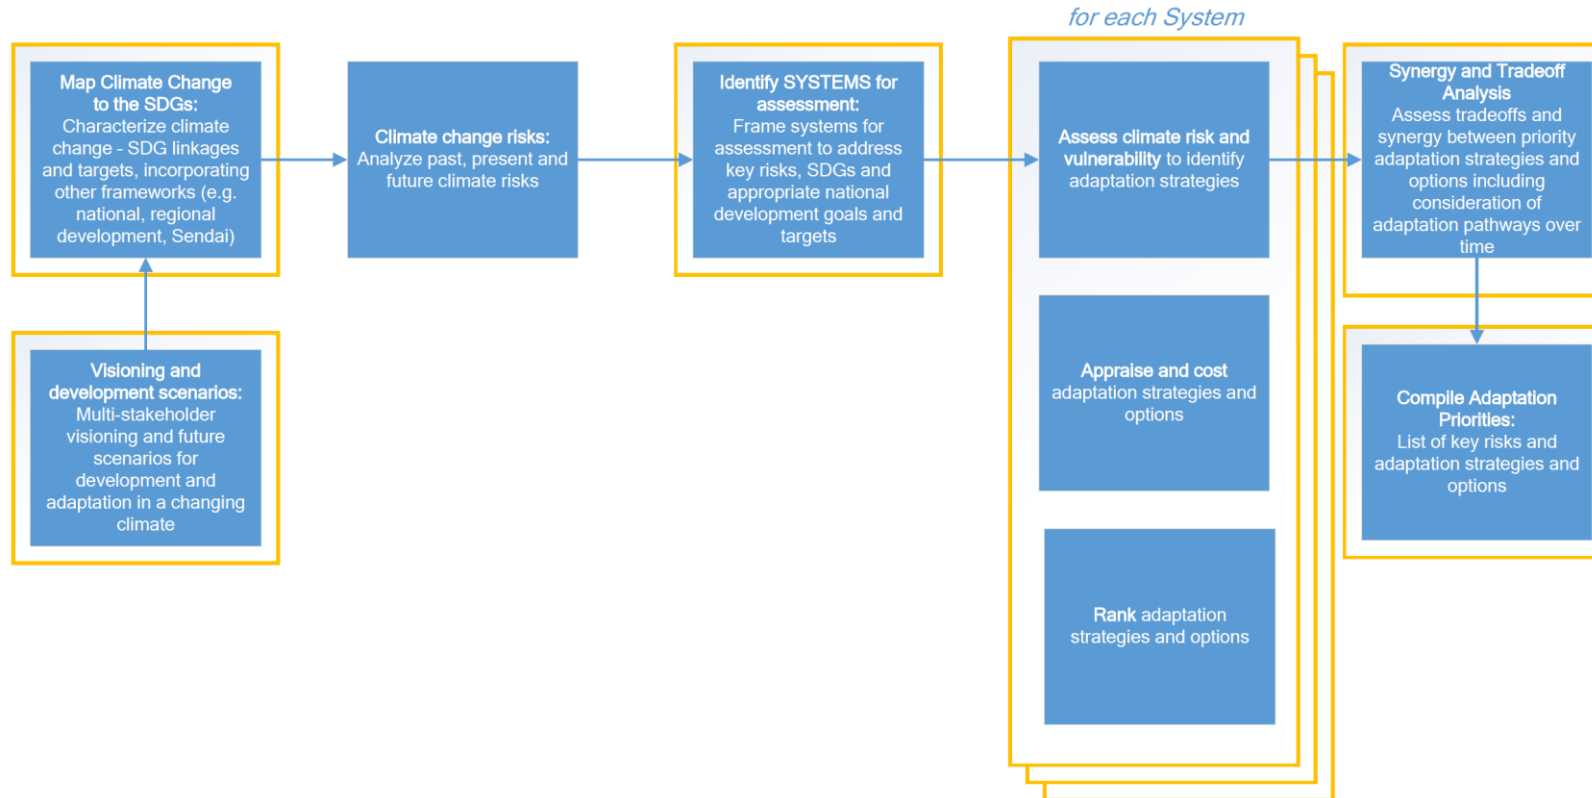 for each System
Map Climate Change
to the SDGs:
Characterize climate
change - SDG linkages
and targets, incorporating
other frameworks (e.g.
national, regional
development, Sendai)
Climate change risks:
Analyze past, present and
future climate risks
Identify SYSTEMS for
assessment:
Frame systems for
assessment to address
key risks, SDGs and
appropriate national
development goals and
targets
Assess climate risk and
vulnerability to identify
adaptation strategies
Synergy and Tradeoff
Analysis
Assess tradeoffs and
synergy between priority
adaptation strategies and
options including
consideration of
adaptation pathways over
time
Visioning and
development scenarios:
Multi-stakeholder
visioning and future
scenarios for
development and
adaptation in a changing
climate
Appraise and cost
adaptation strategies and
options
Compile Adaptation
Priorities:
List of key risks and
adaptation strategies and
options
Rank adaptation
strategies and options